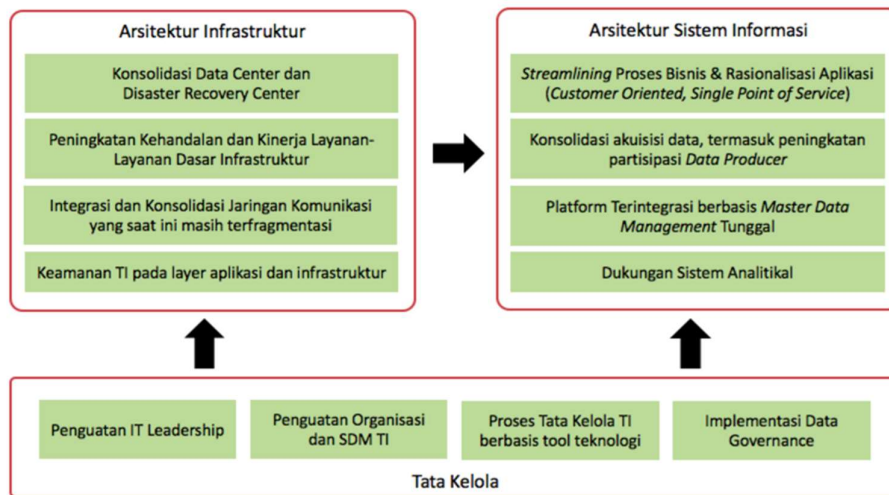 Arsitektur Infrastruktur
Konsolidasi Data Center dan
Disaster Recovery Center
Peningkatan Kehandalan dan Kinerja Layanan-
Layanan Dasar Infrastruktur
Integrasi dan Konsolidasi Jaringan Komunikasi
yang saat ini masih terfragmentasi
Keamanan TI pada layer aplikasi dan infrastruktur
Arsitektur Sistem Informasi
Streamlining Proses Bisnis & Rasionalisasi Aplikasi
(Customer Oriented, Single Point of Service)
Konsolidasi akuisisi data, termasuk peningkatan
partisipasi Data Producer
Platform Terintegrasi berbasis Master Data
Management Tunggal
Dukungan Sistem Analitikal
Penguatan IT Leadership
Penguatan Organisasi
dan SDM TI
Proses Tata Kelola TI
berbasis tool teknologi
Implementasi Data
Governance
Tata Kelola